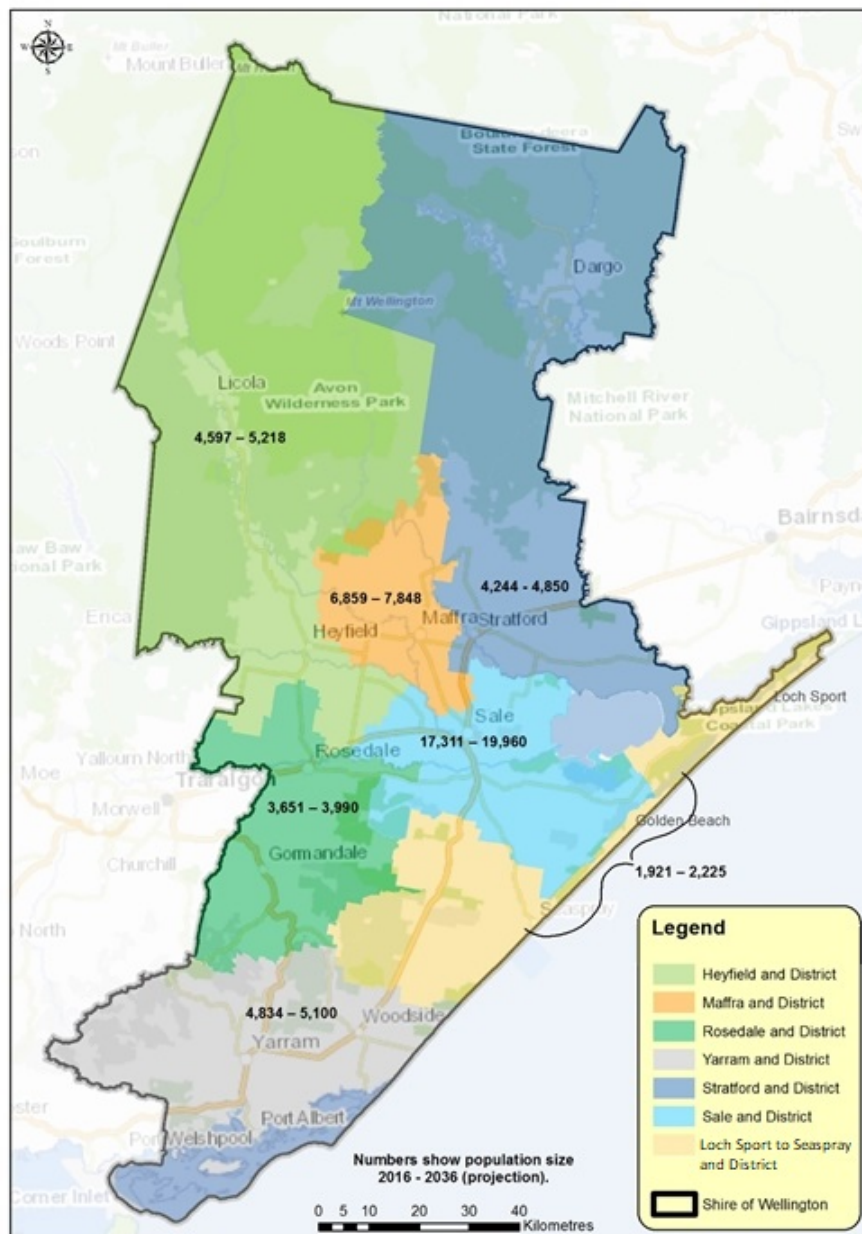 N
W E
S
National Park
Mt Buller
Mount Buller
State Forest
Dargo
Goulburn
Forest
Mt Wellington
Woods Point
Licola
Avon
Wilderness Park
Mitchell River
National Park
4,597 – 5,218
Bairnsda
aw Baw
tional Park
6,859 – 7,848
4,244 - 4,850
Erica
Maffra
Stratford
Heyfield
Gippsland L
Loch Sport
Coastal Park
Sale
17,311 – 19,960
Rosedale
Yallourn North
Moe
Traralgo
3,651 – 3,990
Morwell
Golden Beach
Gormandale
Churchill
1,921 – 2,225
Seaspray
North
Legend
Heyfield and District
Maffra and District
Rosedale and District
Yarram and District
Stratford and District
Sale and District
Loch Sport to Seaspray
and District
Shire of Wellington
4,834 – 5,100
Woodside
Yarram
Port Albert
Port Welshpool
Corner Inlet
Numbers show population size
2016 - 2036 (projection).
0 5 10 20 30 40
Kilometres